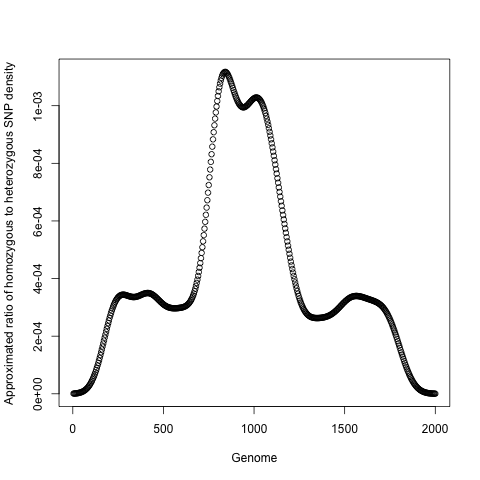 Approximated ratio of homozygous to heterozygous SNP density
1e-03
8e-04
6e-04
4e-04
2e-04
0e+00
0 500 1000 1500 2000
Genome